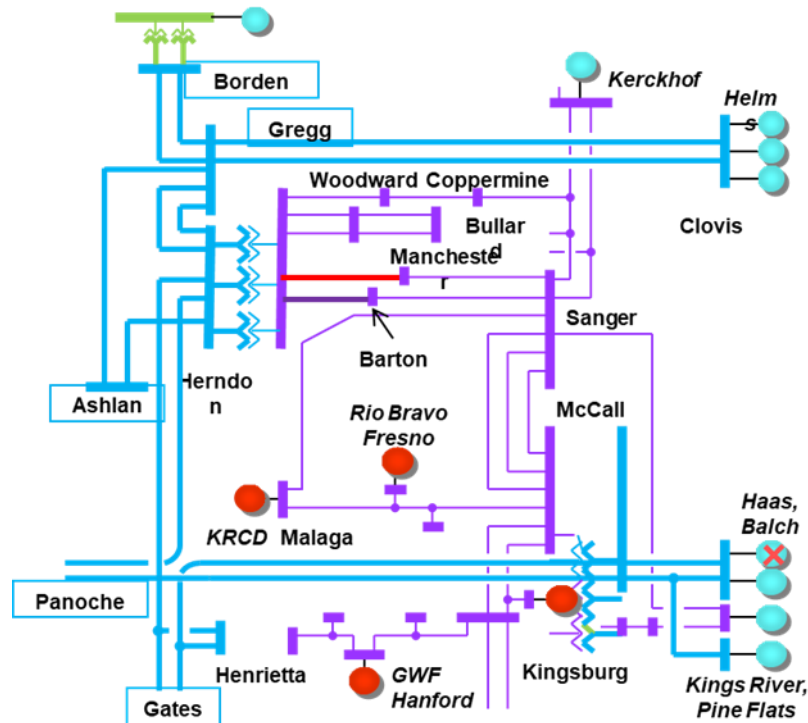 Borden
Kerckhof
Helm
s
Gregg
Woodward Coppermine
Bullar
d
Clovis
Mancheste
r
Sanger
Barton
Herndo
n
Ashlan
McCall
Rio Bravo
Fresno
Haas,
Balch
KRCD Malaga
Panoche
Henrietta
GWF
Hanford
Kingsburg
Kings River,
Pine Flats
Gates